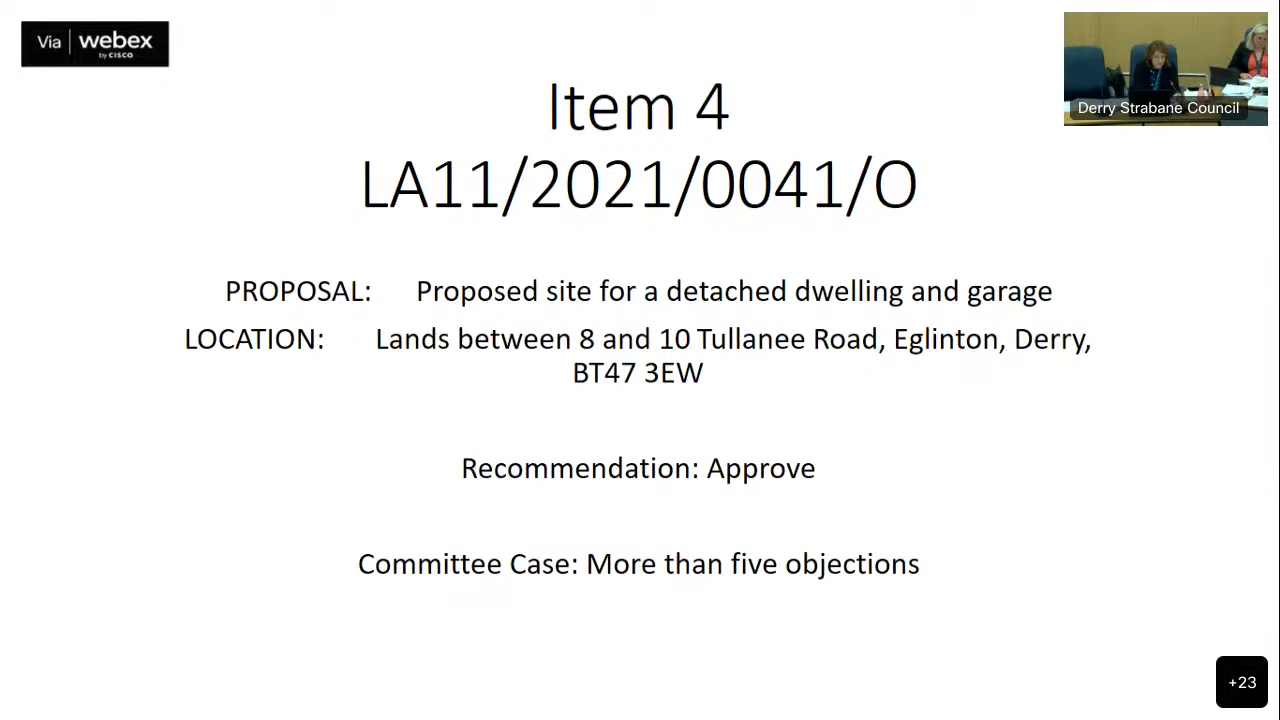 Via webex
by CISCO
Derry Strabane Council
Item 4
LA11/2021/0041/O
PROPOSAL: Proposed site for a detached dwelling and garage
LOCATION: Lands between 8 and 10 Tullanee Road, Eglinton, Derry,
BT47 3EW
Recommendation: Approve
Committee Case: More than five objections
+23